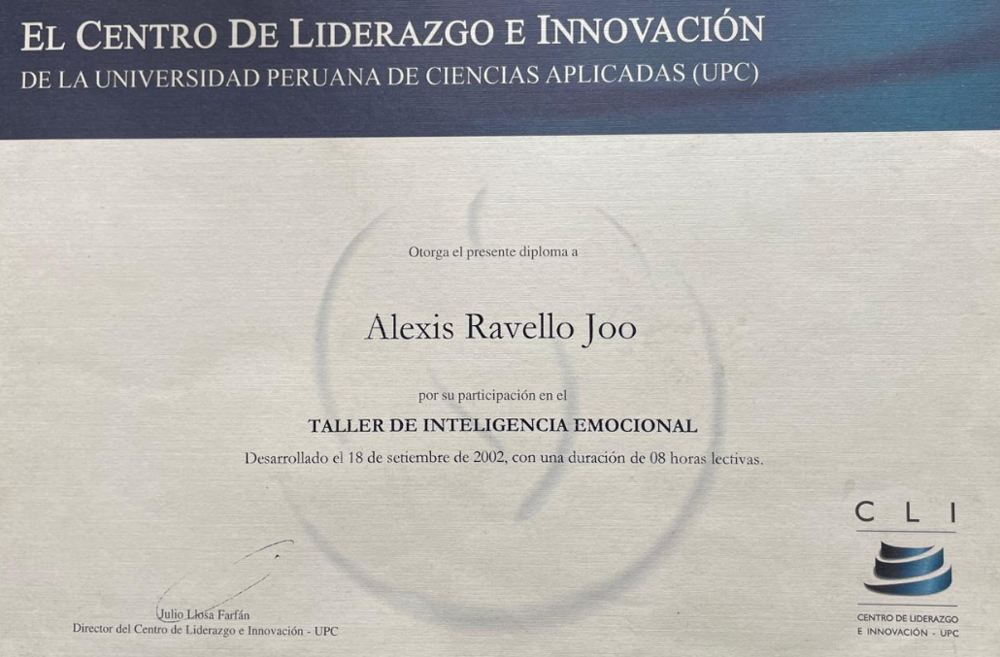 EL CENTRO DE LIDERAZGO E INNOVACIÓN
DE LA UNIVERSIDAD PERUANA DE CIENCIAS APLICADAS (UPC)
Otorga el presente diploma a
Alexis Ravello Joo
por su participación en el
TALLER DE INTELIGENCIA EMOCIONAL
Desarrollado el 18 de setiembre de 2002, con una duración de 08 horas lectivas.
Julio Llosa Farfán
Director del Centro de Liderazgo e Innovación - UPC
CLI
CENTRO DE LIDERAZGO
E INNOVACIÓN - UPC